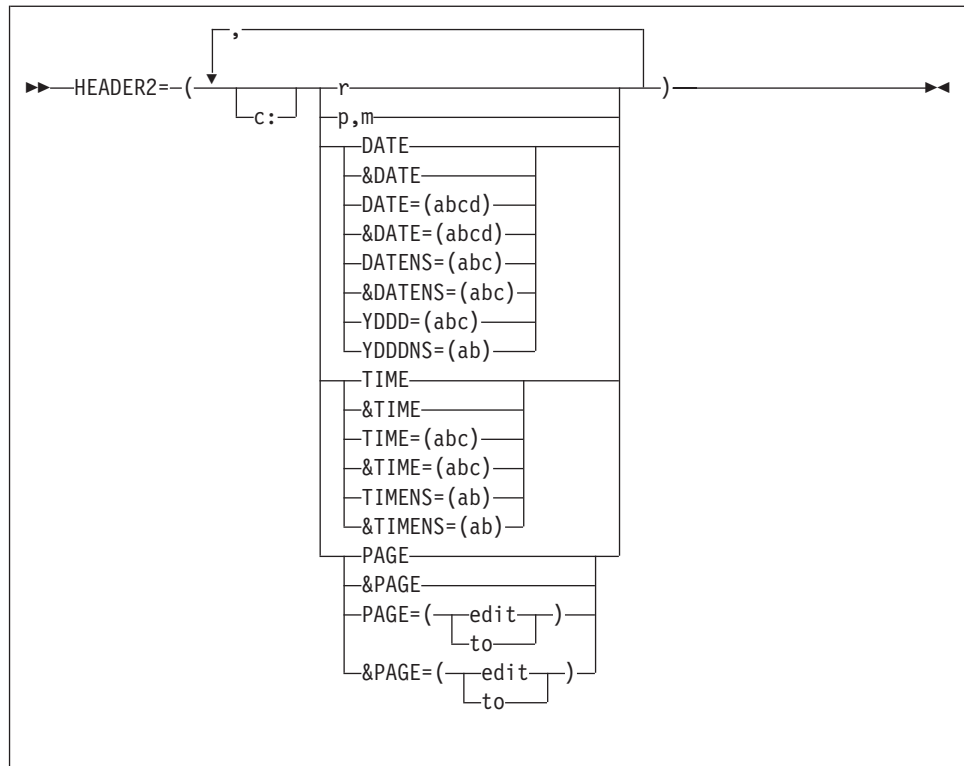 ,
HEADER2= ( r )
c: p,m
DATE
&DATE
DATE=(abcd)
&DATE=(abcd)
DATENS=(abc)
&DATENS=(abc)
YDDD=(abc)
YDDDNS=(ab)
TIME
&TIME
TIME=(abc)
&TIME=(abc)
TIMENS=(ab)
&TIMENS=(ab)
PAGE
&PAGE
PAGE=( edit )
to
&PAGE=( edit )
to